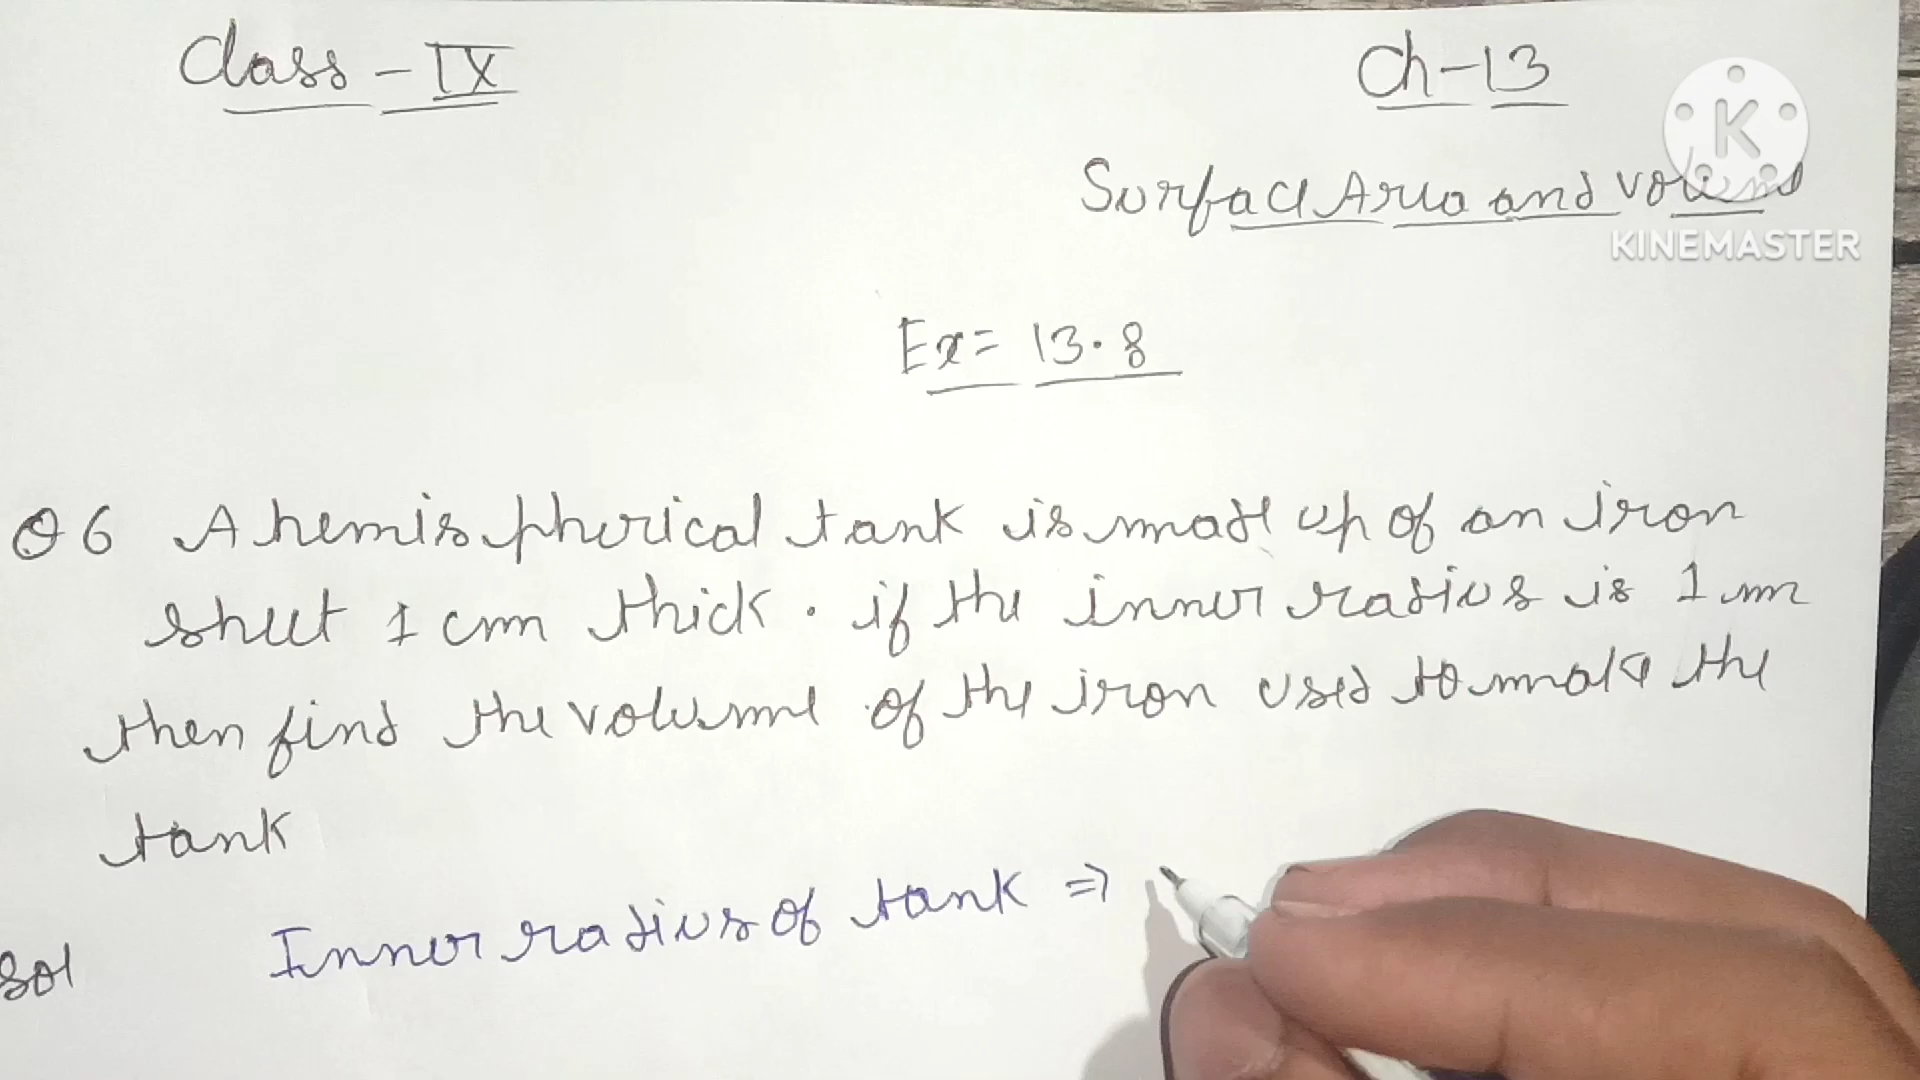 Class - IX
Ch-13
Surface Area and volume
K
KINEMASTER
Ex = 13.8
Q6 A hemispherical tank is made up of an iron
sheet 1 cm thick. if the inner radius is 1 m
then find the volume of the iron used to make the
tank
Sol Inner radius of tank ⇒